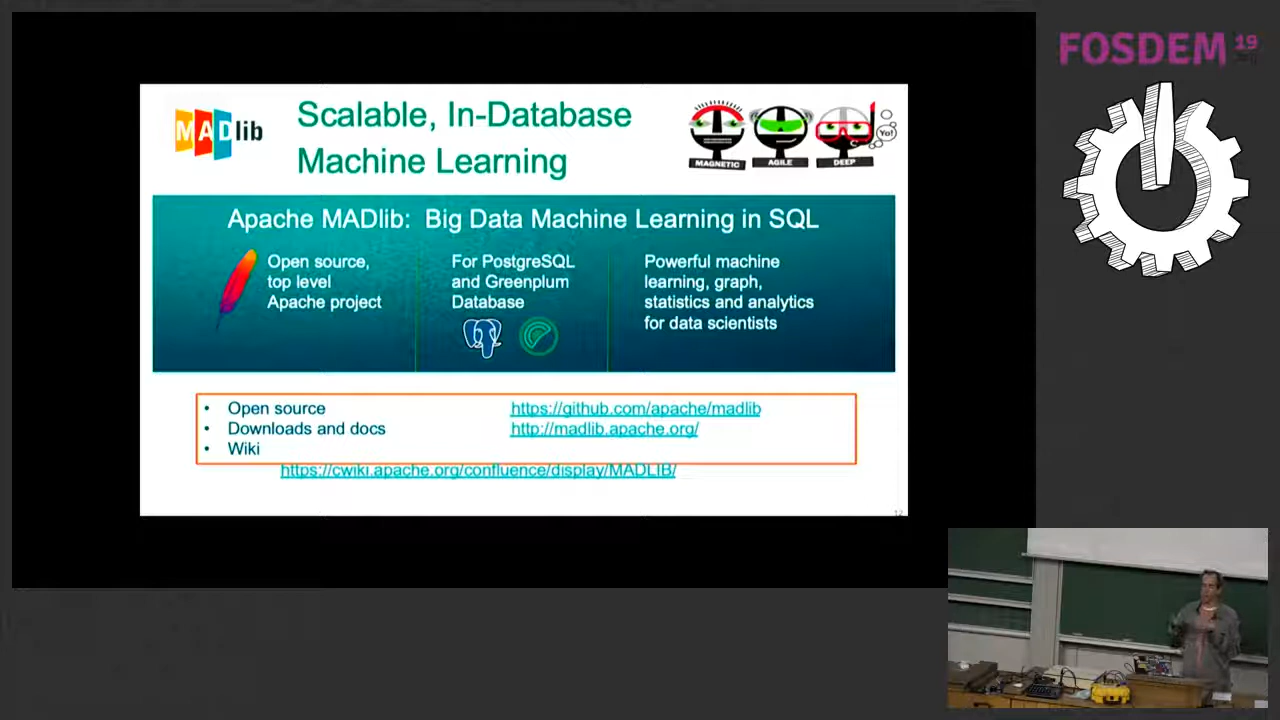 FOSDEM 19
.org
MADlib
Scalable, In-Database
Machine Learning
MAGNETIC
AGILE
DEEP
Yo!
Apache MADlib: Big Data Machine Learning in SQL
Open source,
top level
Apache project
For PostgreSQL
and Greenplum
Database
Powerful machine
learning, graph,
statistics and analytics
for data scientists
• Open source https://github.com/apache/madlib
• Downloads and docs http://madlib.apache.org/
• Wiki
https://cwiki.apache.org/confluence/display/MADLIB/
12